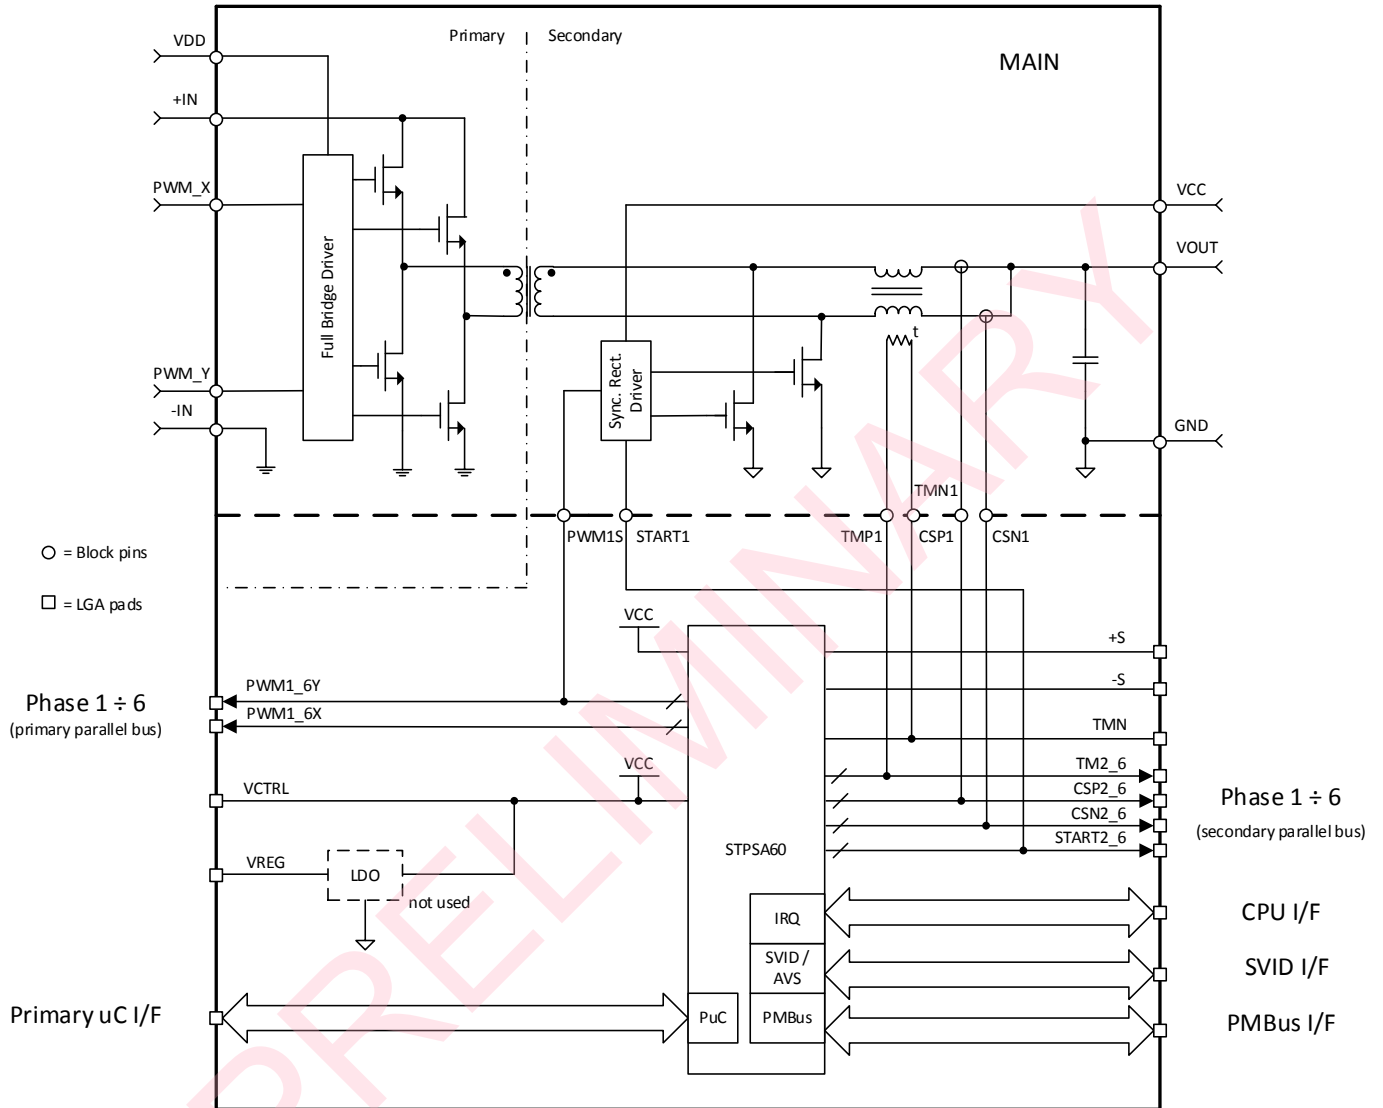 Primary
Secondary
MAIN
VDD
+IN
PWM_X
PWM_Y
-IN
Full Bridge Driver
VCC
VOUT
GND
t
Sync. Rect.
Driver
TMN1
PWM1S
START1
TMP1
CSP1
CSN1
= Block pins
= LGA pads
VCC
+S
-S
Phase 1 ÷ 6
(primary parallel bus)
PWM1_6Y
PWM1_6X
TMN
VCC
TM2_6
VCTRL
CSP2_6
CSN2_6
START2_6
Phase 1 ÷ 6
(secondary parallel bus)
STPSA60
VREG
LDO
not used
IRQ
CPU I/F
SVID /
AVS
SVID I/F
Primary uC I/F
PuC
PMBus
PMBus I/F
PRELIMINARY